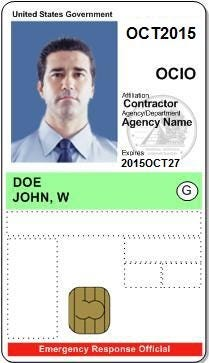 United States Government
OCT2015
OCIO
Affiliation
Contractor
Agency/Department
Agency Name
Expires
2015OCT27
DOE
JOHN, W
G
Emergency Response Official